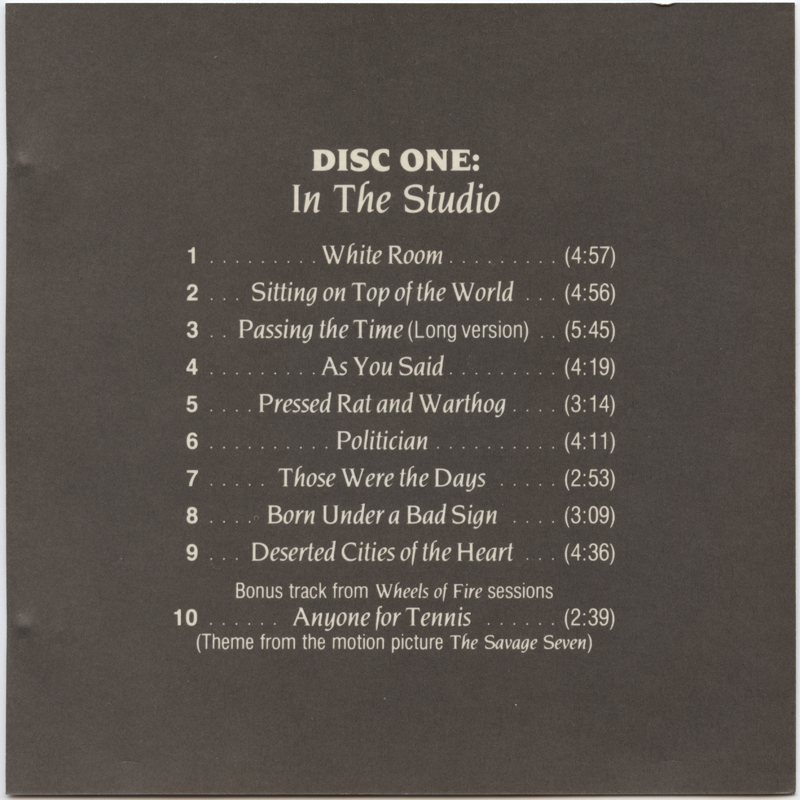 DISC ONE:
In The Studio
1 . . . . . . . . . White Room . . . . . . . . . (4:57)
2 . . . Sitting on Top of the World . . . (4:56)
3 . . Passing the Time (Long version) . . (5:45)
4 . . . . . . . . . As You Said . . . . . . . . . (4:19)
5 . . . . Pressed Rat and Warthog . . . . (3:14)
6 . . . . . . . . . . Politician . . . . . . . . . . (4:11)
7 . . . . . Those Were the Days . . . . . (2:53)
8 . . . . Born Under a Bad Sign . . . . (3:09)
9 . . . Deserted Cities of the Heart . . . (4:36)
Bonus track from Wheels of Fire sessions
10 . . . . . . Anyone for Tennis . . . . . . (2:39)
(Theme from the motion picture The Savage Seven)